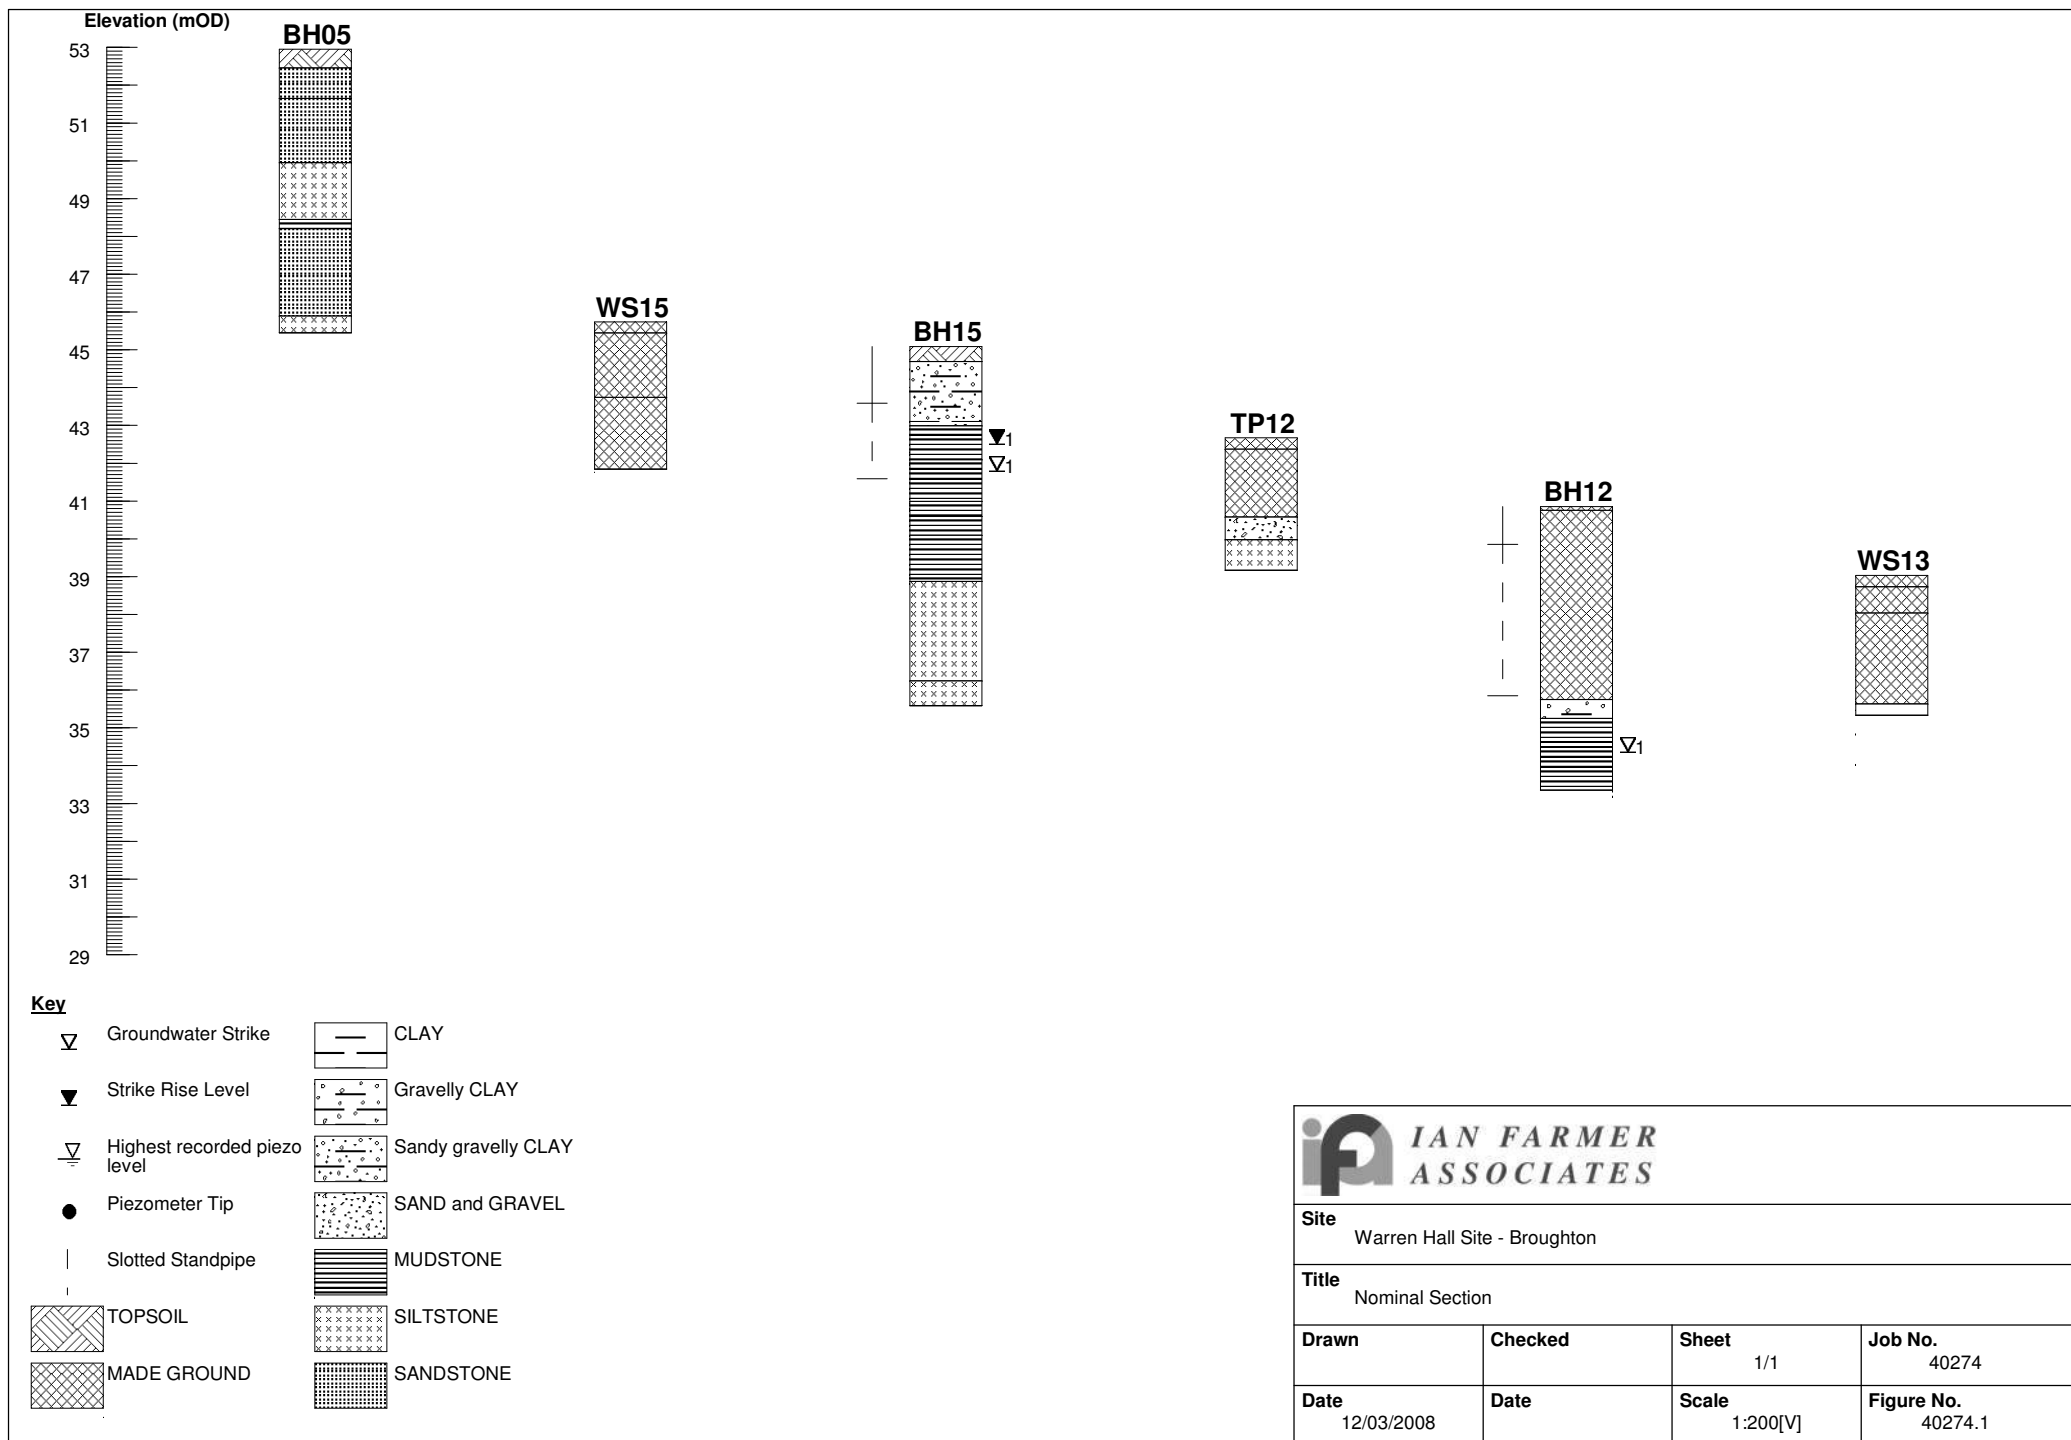 Elevation (mOD)
53
51
49
47
45
43
41
39
37
35
33
31
29
BH05
WS15
BH15
1
1
TP12
BH12
1
WS13
Key
Groundwater Strike
Strike Rise Level
Highest recorded piezo
level
Piezometer Tip
Slotted Standpipe
TOPSOIL
MADE GROUND
CLAY
Gravelly CLAY
Sandy gravelly CLAY
SAND and GRAVEL
MUDSTONE
SILTSTONE
SANDSTONE
ifa IAN FARMER
ASSOCIATES
Site
Warren Hall Site - Broughton
Title
Nominal Section
Drawn
Checked
Sheet
1/1
Job No.
40274
Date
12/03/2008
Date
Scale
1:200[V]
Figure No.
40274.1